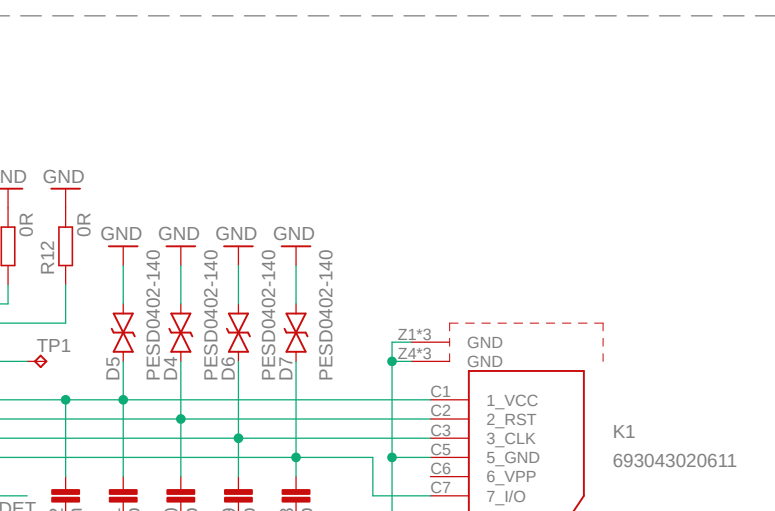 ND GND
0R
R12
0R
GND GND GND GND
PESD0402-140
PESD0402-140
PESD0402-140
PESD0402-140
D5
D4
D6
D7
TP1
Z1*3 GND
Z4*3 GND
C1 1_VCC
C2 2_RST
C3 3_CLK
C5 5_GND
C6 6_VPP
C7 7_I/O
K1
693043020611
DET